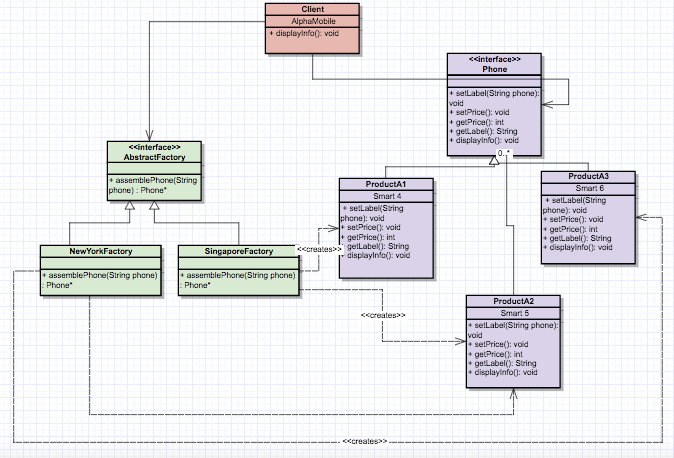 Client
AlphaMobile
+ displayInfo(): void
<<interface>>
Phone
+ setLabel(String phone):
void
+ setPrice(): void
+ getPrice(): int
+ getLabel(): String
+ displayInfo(): void
0..*
<<interface>>
AbstractFactory
+ assemblePhone(String
phone) : Phone*
ProductA1
Smart 4
+ setLabel(String
phone): void
+ setPrice(): void
+ getPrice(): int
getLabel(): String
displayInfo(): void
ProductA3
Smart 6
+ setLabel(String
phone): void
+ setPrice(): void
+ getPrice(): int
+ getLabel(): String
+ displayInfo(): void
NewYorkFactory
+ assemblePhone(String phone)
: Phone*
SingaporeFactory
+ assemblePhone(String phone)
: Phone*
<<creates>>
ProductA2
Smart 5
+ setLabel(String phone):
void
+ setPrice(): void
+ getPrice(): int
+ getLabel(): String
+ displayInfo(): void
<<creates>>
<<creates>>